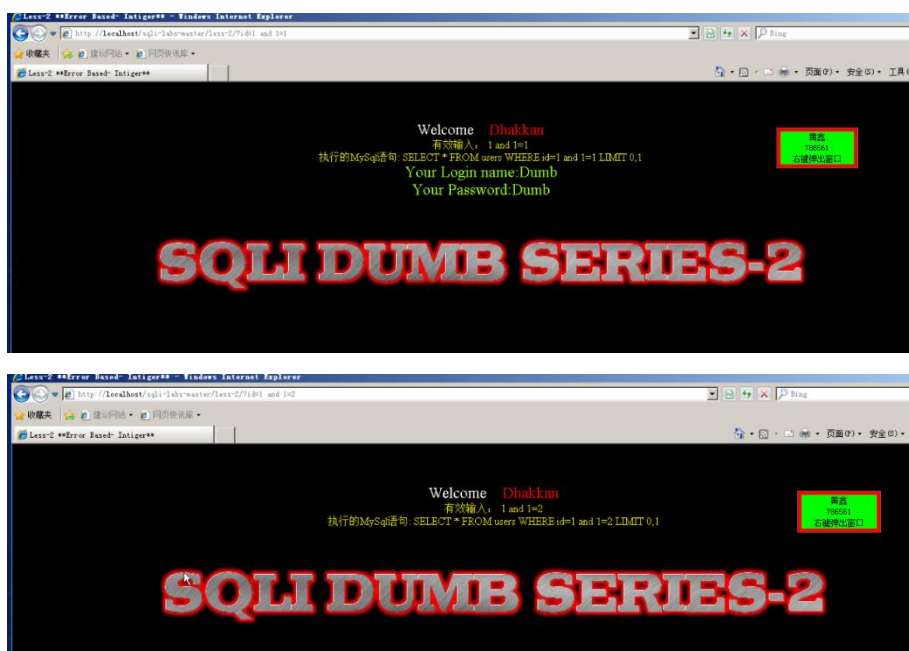 Less-2 **Error Based- Intiger** - Windows Internet Explorer
http://localhost/sqli-labs-master/Less-2/?id=1 and 1=1
Bing
收藏夹 建议网站 网页快讯库
Less-2 **Error Based- Intiger**
页面(P) 安全(S) 工具(
Welcome Dhakkan
有效输入： 1 and 1=1
执行的MySql语句: SELECT * FROM users WHERE id=1 and 1=1 LIMIT 0,1
Your Login name:Dumb
Your Password:Dumb
黄鑫
786561
右键弹出窗口
SQLI DUMB SERIES-2
Less-2 **Error Based- Intiger** - Windows Internet Explorer
http://localhost/sqli-labs-master/Less-2/?id=1 and 1=2
Bing
收藏夹 建议网站 网页快讯库
Less-2 **Error Based- Intiger**
页面(P) 安全(S)
Welcome Dhakkan
有效输入： 1 and 1=2
执行的MySql语句: SELECT * FROM users WHERE id=1 and 1=2 LIMIT 0,1
黄鑫
786561
右键弹出窗口
SQLI DUMB SERIES-2